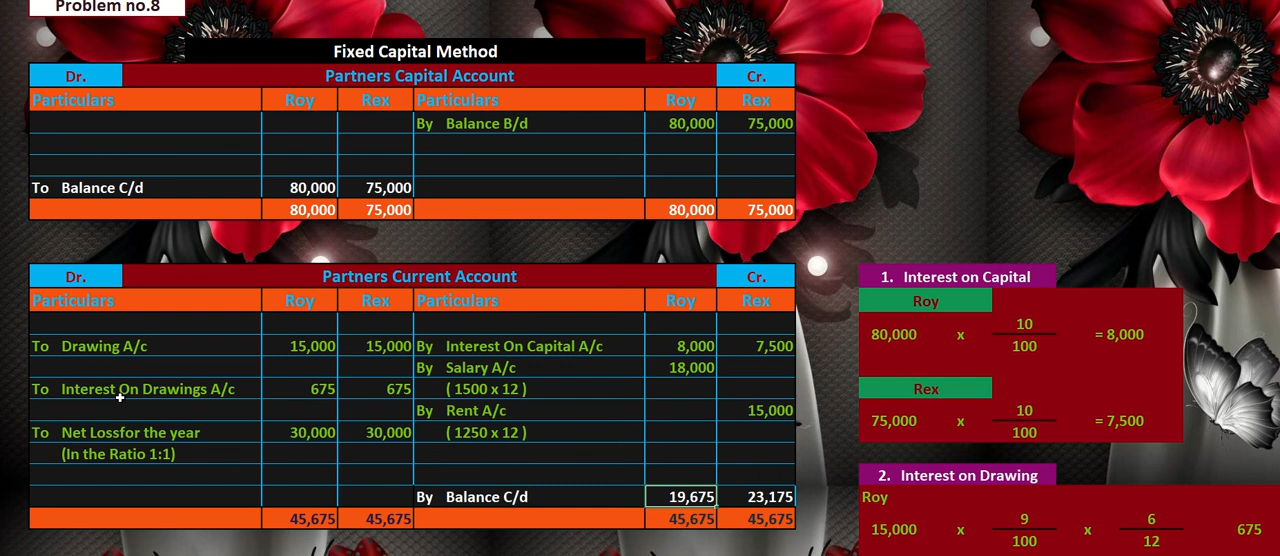 Problem no.8
Fixed Capital Method
Dr. Partners Capital Account Cr.
Particulars Roy Rex Particulars Roy Rex
By Balance B/d 80,000 75,000
To Balance C/d 80,000 75,000
80,000 75,000 80,000 75,000
Dr. Partners Current Account Cr.
Particulars Roy Rex Particulars Roy Rex
To Drawing A/c 15,000 15,000 By Interest On Capital A/c 8,000 7,500
By Salary A/c 18,000
To Interest On Drawings A/c 675 675 ( 1500 x 12 )
By Rent A/c 15,000
To Net Lossfor the year 30,000 30,000 ( 1250 x 12 )
(In the Ratio 1:1)
By Balance C/d 19,675 23,175
45,675 45,675 45,675 45,675
1. Interest on Capital
Roy
10
80,000 x = 8,000
100
Rex
10
75,000 x = 7,500
100
2. Interest on Drawing
Roy
9 6
15,000 x x 675
100 12